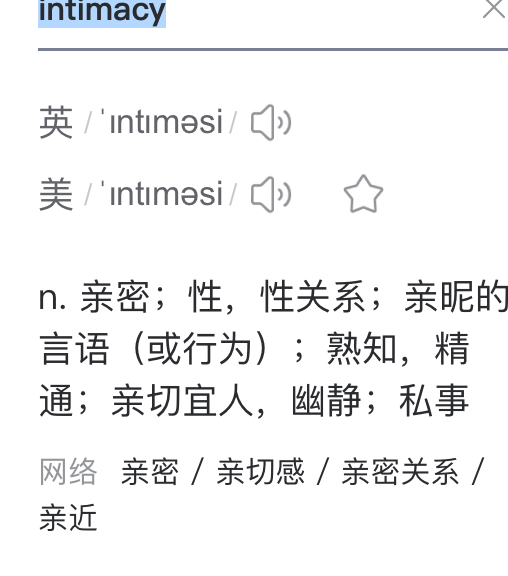 intimacy
英 / ˈɪntɪməsi /
美 / ˈɪntɪməsi /
n. 亲密；性，性关系；亲昵的
言语（或行为）；熟知，精
通；亲切宜人，幽静；私事
网络 亲密 / 亲切感 / 亲密关系 /
亲近